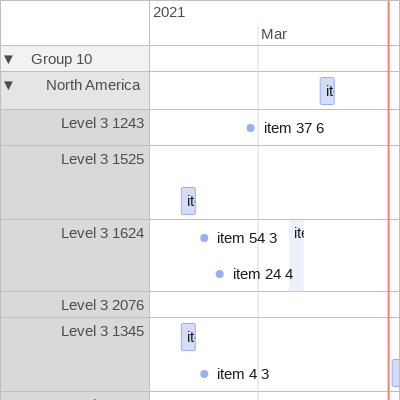 2021
Mar
▼ Group 10
▼ North America
it
Level 3 1243
item 37 6
Level 3 1525
it
Level 3 1624
item 54 3
ite
item 24 4
Level 3 2076
Level 3 1345
it
item 4 3